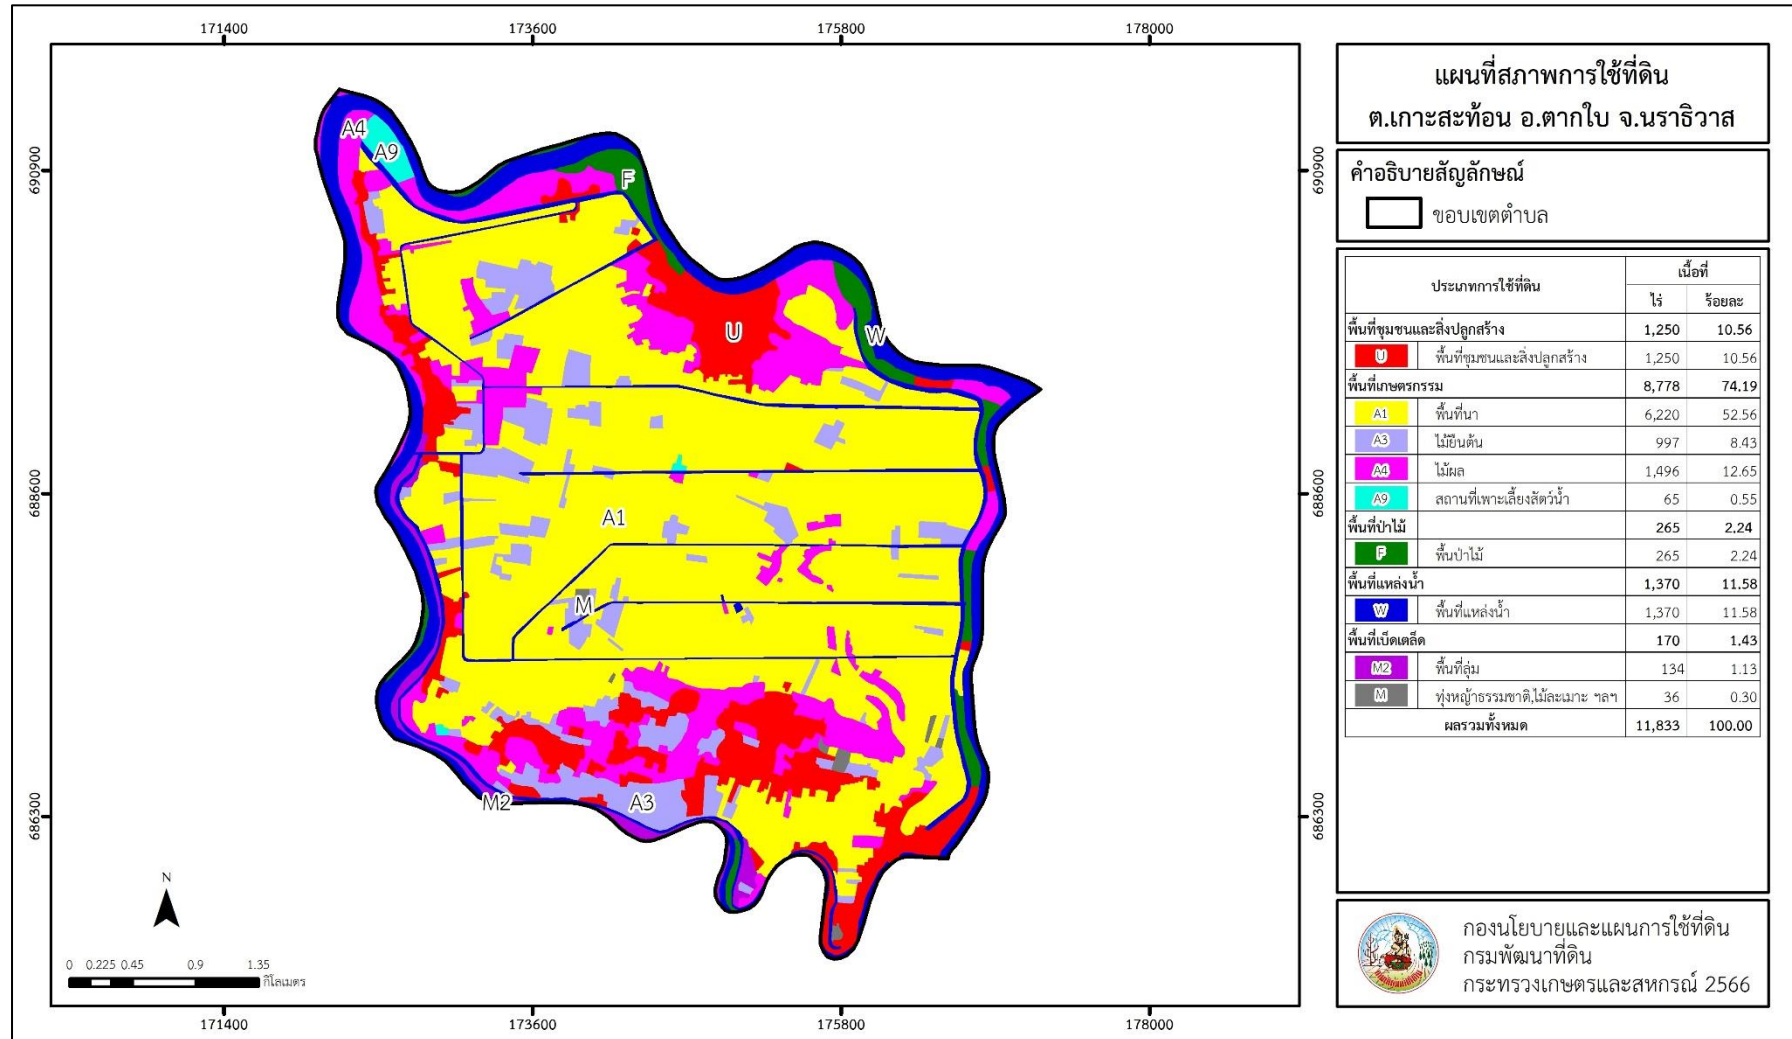 171400
173600
175800
178000
690900
690900
688600
688600
686300
686300
A4
A9
F
U
W
A1
M
M2
A3
N
0 0.225 0.45 0.9 1.35
กิโลเมตร
171400
173600
175800
178000
แผนที่สภาพการใช้ที่ดิน
ต.เกาะสะท้อน อ.ตากใบ จ.นราธิวาส
คำอธิบายสัญลักษณ์
ขอบเขตตำบล
ประเภทการใช้ที่ดิน เนื้อที่
ไร่ ร้อยละ
พื้นที่ชุมชนและสิ่งปลูกสร้าง 1,250 10.56
U พื้นที่ชุมชนและสิ่งปลูกสร้าง 1,250 10.56
พื้นที่เกษตรกรรม 8,778 74.19
A1 พื้นที่นา 6,220 52.56
A3 ไม้ยืนต้น 997 8.43
A4 ไม้ผล 1,496 12.65
A9 สถานที่เพาะเลี้ยงสัตว์น้ำ 65 0.55
พื้นที่ป่าไม้ 265 2.24
F พื้นป่าไม้ 265 2.24
พื้นที่แหล่งน้ำ 1,370 11.58
W พื้นที่แหล่งน้ำ 1,370 11.58
พื้นที่เบ็ดเตล็ด 170 1.43
M2 พื้นที่ลุ่ม 134 1.13
M ทุ่งหญ้าธรรมชาติ,ไม้ละเมาะ ฯลฯ 36 0.30
ผลรวมทั้งหมด 11,833 100.00
กองนโยบายและแผนการใช้ที่ดิน
กรมพัฒนาที่ดิน
กระทรวงเกษตรและสหกรณ์ 2566